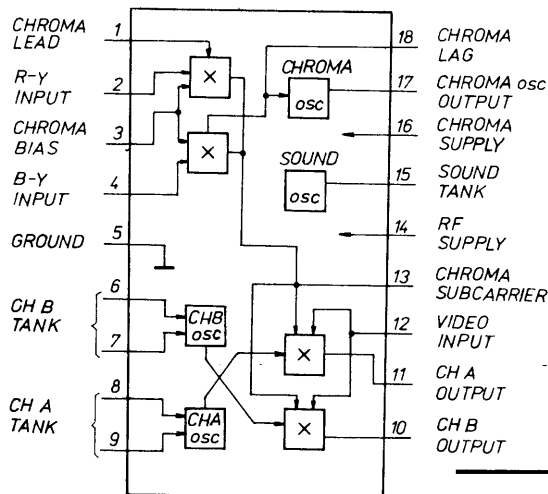 CHROMA
LEAD
1
R-Y
INPUT
2
CHROMA
BIAS
3
B-Y
INPUT
4
GROUND
5
CH B
TANK
6
7
CH A
TANK
8
9
×
×
CHROMA
OSC
SOUND
OSC
CHB
OSC
CHA
OSC
×
×
18
CHROMA
LAG
17
CHROMA OSC
OUTPUT
16
CHROMA
SUPPLY
15
SOUND
TANK
14
RF
SUPPLY
13
CHROMA
SUBCARRIER
12
VIDEO
INPUT
11
CH A
OUTPUT
10
CH B
OUTPUT